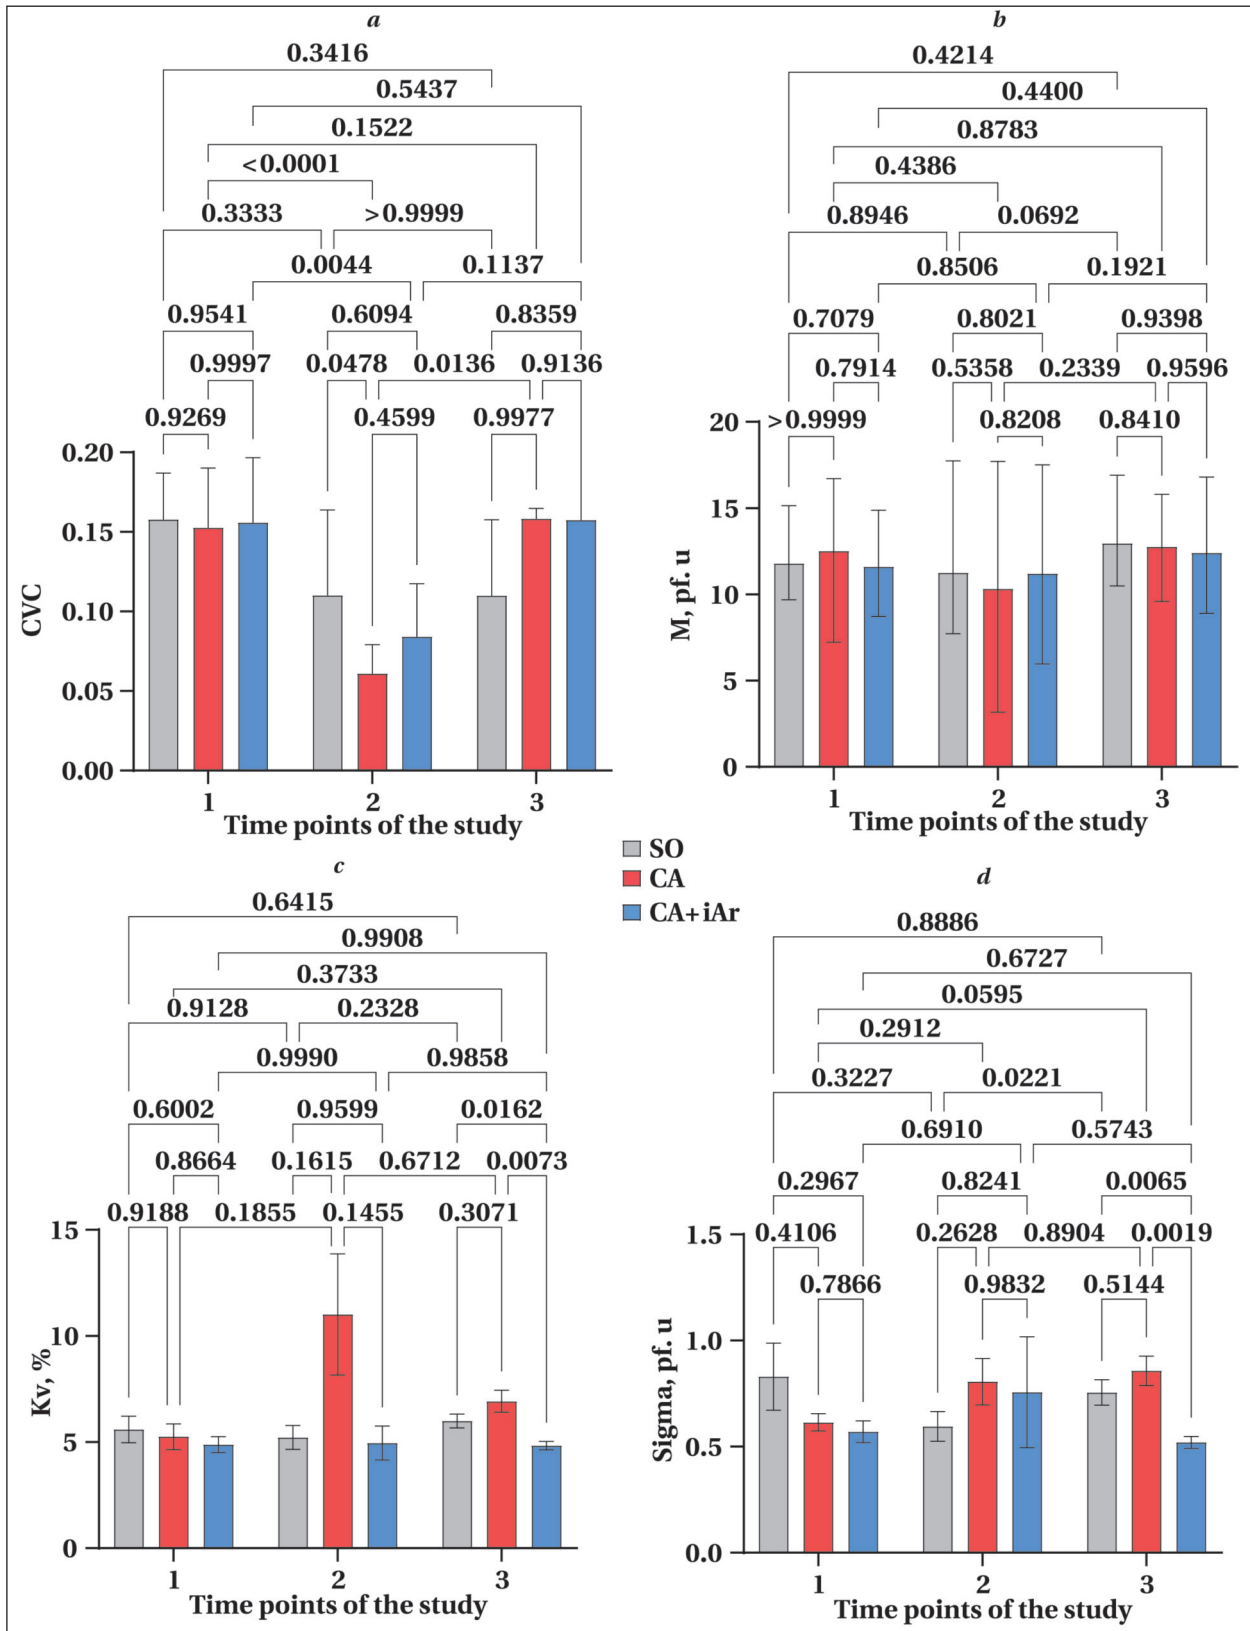 a
0.3416
0.5437
0.1522
<0.0001
0.3333 >0.9999
0.0044 0.1137
0.9541 0.6094 0.8359
0.9997 0.0478 0.0136 0.9136
0.9269 0.4599 0.9977
0.20
0.15
0.10
0.05
0.00
CVC
1 2 3
Time points of the study
b
0.4214
0.4400
0.8783
0.4386
0.8946 0.0692
0.8506 0.1921
0.7079 0.8021 0.9398
0.7914 0.5358 0.2339 0.9596
>0.9999 0.8208 0.8410
20
15
10
5
0
M, pf. u
1 2 3
Time points of the study
SO
CA
CA+iAr
c
0.6415
0.9908
0.3733
0.9128 0.2328
0.9990 0.9858
0.6002 0.9599 0.0162
0.8664 0.1615 0.6712 0.0073
0.9188 0.1855 0.1455 0.3071
15
10
5
0
Kv, %
1 2 3
Time points of the study
d
0.8886
0.6727
0.0595
0.2912
0.3227 0.0221
0.6910 0.5743
0.2967 0.8241 0.0065
0.4106 0.2628 0.8904 0.0019
0.7866 0.9832 0.5144
1.5
1.0
0.5
0.0
Sigma, pf. u
1 2 3
Time points of the study